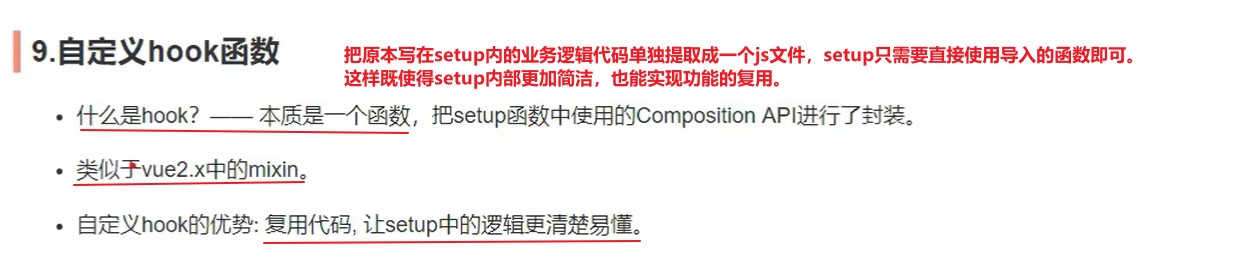 9.自定义hook函数
把原本写在setup内的业务逻辑代码单独提取成一个js文件，setup只需要直接使用导入的函数即可。
这样既使得setup内部更加简洁，也能实现功能的复用。
• 什么是hook？—— 本质是一个函数，把setup函数中使用的Composition API进行了封装。
• 类似于vue2.x中的mixin。
• 自定义hook的优势: 复用代码, 让setup中的逻辑更清楚易懂。